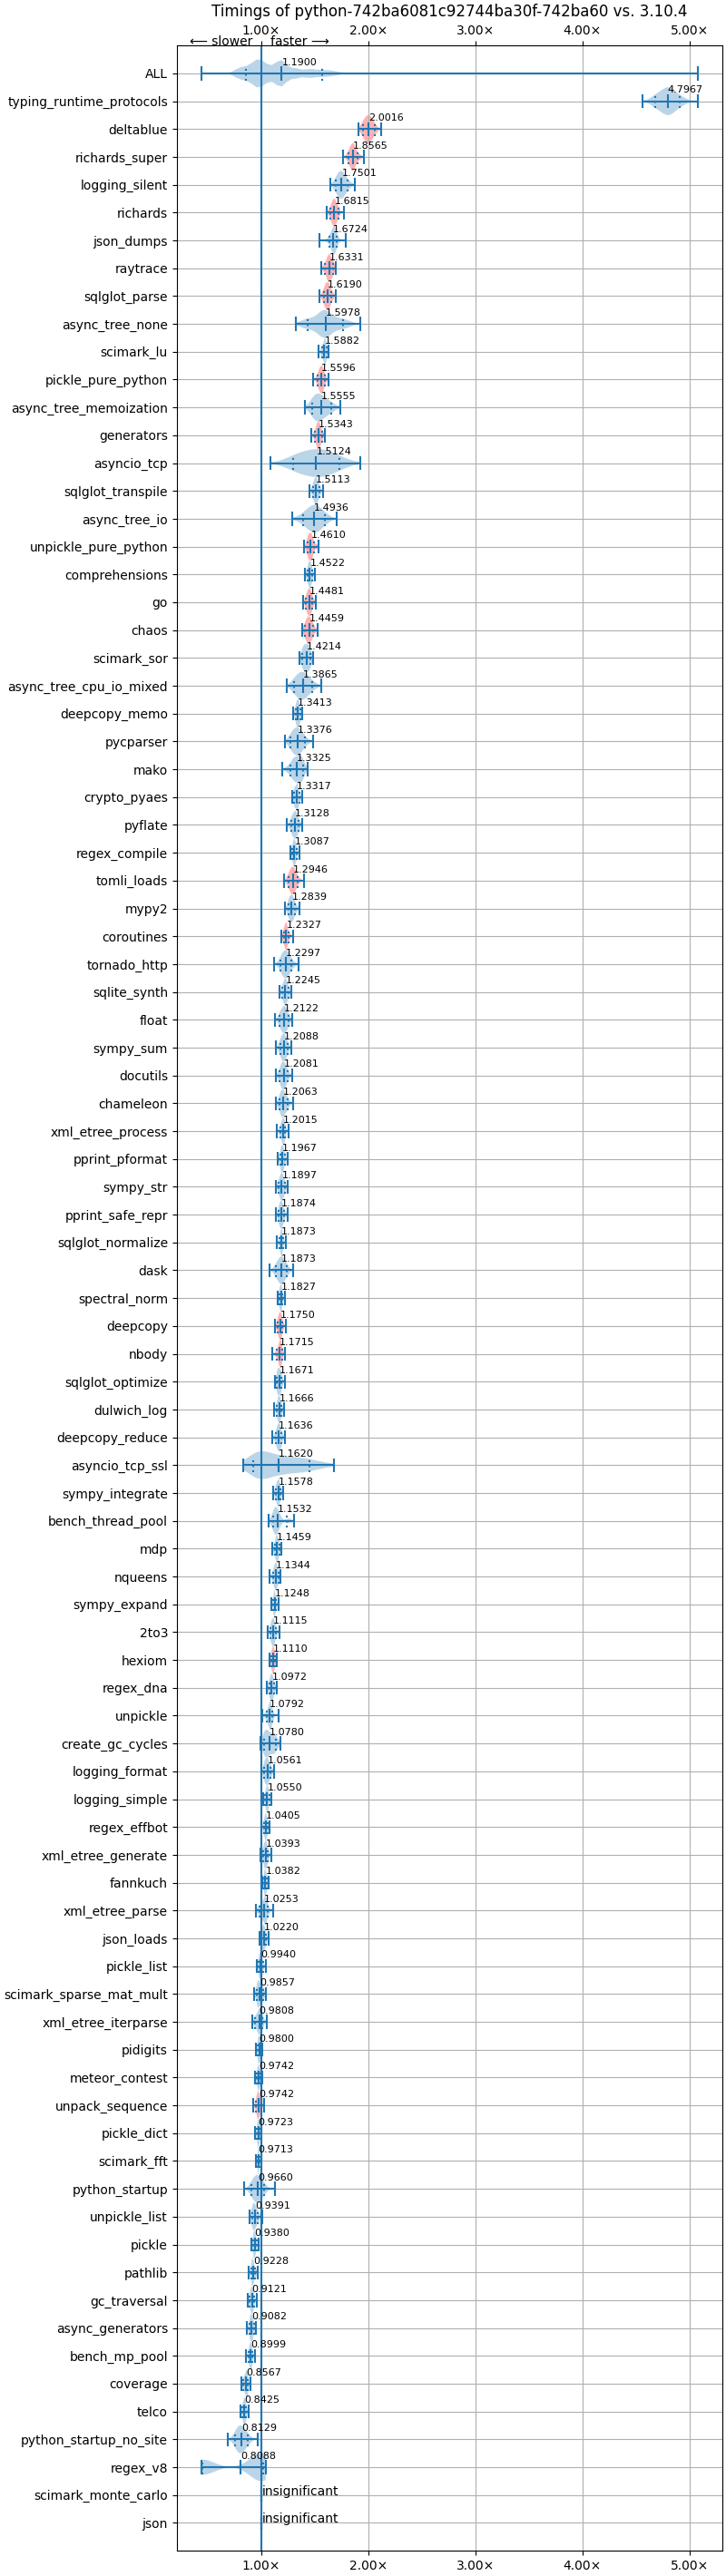 Timings of python-742ba6081c92744ba30f-742ba60 vs. 3.10.4
1.00× 2.00× 3.00× 4.00× 5.00×
⟵ slower faster ⟶
ALL 1.1900
typing_runtime_protocols 4.7967
deltablue 2.0016
richards_super 1.8565
logging_silent 1.7501
richards 1.6815
json_dumps 1.6724
raytrace 1.6331
sqlglot_parse 1.6190
async_tree_none 1.5978
scimark_lu 1.5882
pickle_pure_python 1.5596
async_tree_memoization 1.5555
generators 1.5343
asyncio_tcp 1.5124
sqlglot_transpile 1.5113
async_tree_io 1.4936
unpickle_pure_python 1.4610
comprehensions 1.4522
go 1.4481
chaos 1.4459
scimark_sor 1.4214
async_tree_cpu_io_mixed 1.3865
deepcopy_memo 1.3413
pycparser 1.3376
mako 1.3325
crypto_pyaes 1.3317
pyflate 1.3128
regex_compile 1.3087
tomli_loads 1.2946
mypy2 1.2839
coroutines 1.2327
tornado_http 1.2297
sqlite_synth 1.2245
float 1.2122
sympy_sum 1.2088
docutils 1.2081
chameleon 1.2063
xml_etree_process 1.2015
pprint_pformat 1.1967
sympy_str 1.1897
pprint_safe_repr 1.1874
sqlglot_normalize 1.1873
dask 1.1873
spectral_norm 1.1827
deepcopy 1.1750
nbody 1.1715
sqlglot_optimize 1.1671
dulwich_log 1.1666
deepcopy_reduce 1.1636
asyncio_tcp_ssl 1.1620
sympy_integrate 1.1578
bench_thread_pool 1.1532
mdp 1.1459
nqueens 1.1344
sympy_expand 1.1248
2to3 1.1115
hexiom 1.1110
regex_dna 1.0972
unpickle 1.0792
create_gc_cycles 1.0780
logging_format 1.0561
logging_simple 1.0550
regex_effbot 1.0405
xml_etree_generate 1.0393
fannkuch 1.0382
xml_etree_parse 1.0253
json_loads 1.0220
pickle_list 0.9940
scimark_sparse_mat_mult 0.9857
xml_etree_iterparse 0.9808
pidigits 0.9800
meteor_contest 0.9742
unpack_sequence 0.9742
pickle_dict 0.9723
scimark_fft 0.9713
python_startup 0.9660
unpickle_list 0.9391
pickle 0.9380
pathlib 0.9228
gc_traversal 0.9121
async_generators 0.9082
bench_mp_pool 0.8999
coverage 0.8567
telco 0.8425
python_startup_no_site 0.8129
regex_v8 0.8088
scimark_monte_carlo insignificant
json insignificant
1.00× 2.00× 3.00× 4.00× 5.00×